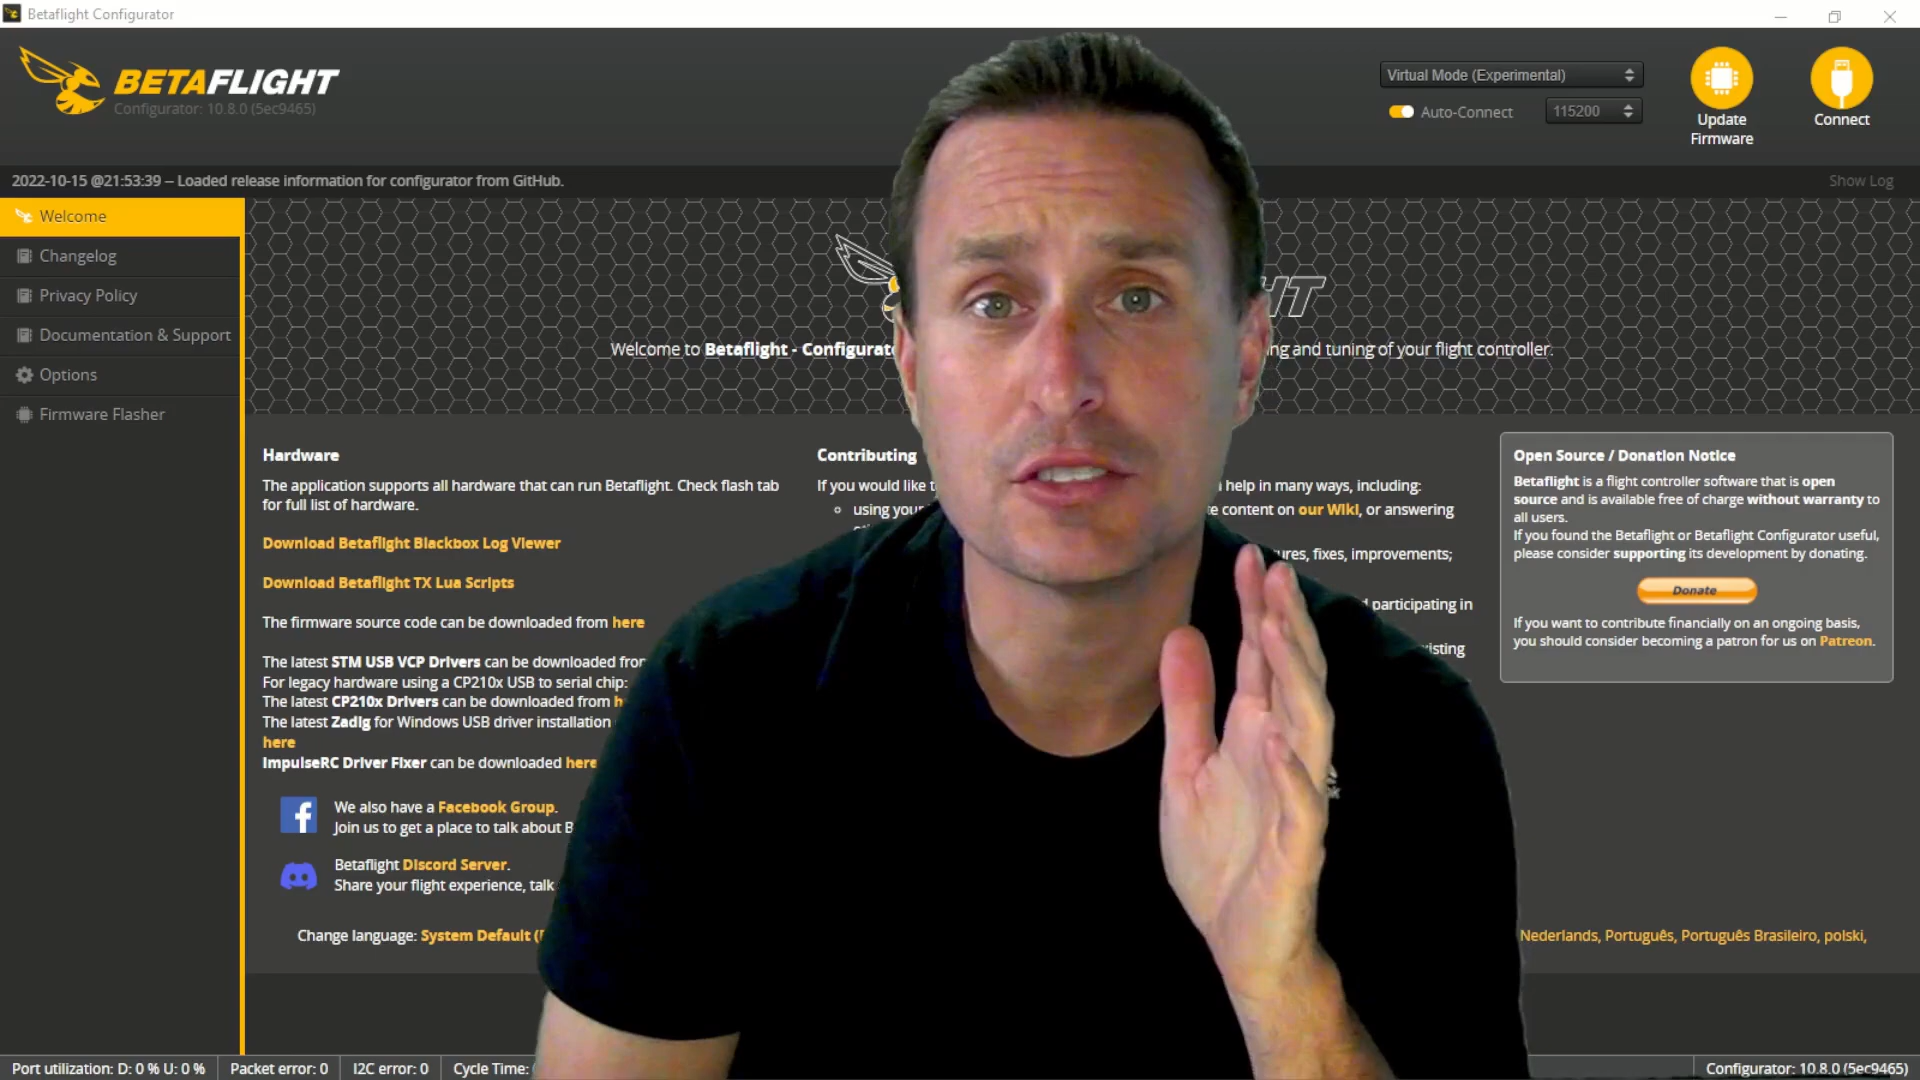 Betaflight Configurator
BETAFLIGHT
Configurator: 10.8.0 (5ec9465)
Virtual Mode (Experimental)
Auto-Connect
115200
Update
Firmware
Connect
2022-10-15 @21:53:39 -- Loaded release information for configurator from GitHub.
Show Log
Welcome
Changelog
Privacy Policy
Documentation & Support
Options
Firmware Flasher
HT
Welcome to Betaflight - Configurato
ing and tuning of your flight controller.
Hardware
The application supports all hardware that can run Betaflight. Check flash tab
for full list of hardware.
Download Betaflight Blackbox Log Viewer
Download Betaflight TX Lua Scripts
The firmware source code can be downloaded from here
The latest STM USB VCP Drivers can be downloaded from
For legacy hardware using a CP210x USB to serial chip:
The latest CP210x Drivers can be downloaded from h
The latest Zadig for Windows USB driver installation
here
ImpulseRC Driver Fixer can be downloaded here
We also have a Facebook Group.
Join us to get a place to talk about B
Betaflight Discord Server.
Share your flight experience, talk
Change language: System Default (
Contributing
If you would like t
help in many ways, including:
using your
e content on our Wiki, or answering
ures, fixes, improvements;
participating in
xisting
Open Source / Donation Notice
Betaflight is a flight controller software that is open
source and is available free of charge without warranty to
all users.
If you found the Betaflight or Betaflight Configurator useful,
please consider supporting its development by donating.
Donate
If you want to contribute financially on an ongoing basis,
you should consider becoming a patron for us on Patreon.
Nederlands, Português, Português Brasileiro, polski,
Port utilization: D: 0 % U: 0 %
Packet error: 0
I2C error: 0
Cycle Time:
Configurator: 10.8.0 (5ec9465)